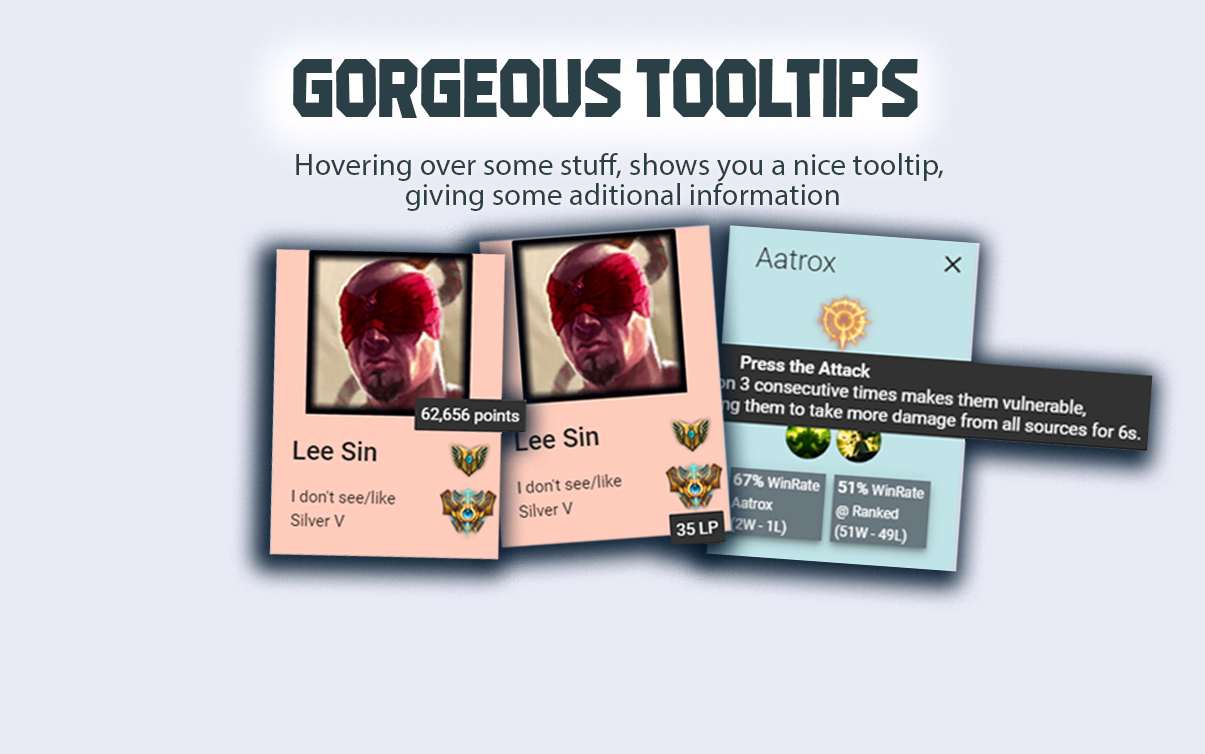 GORGEOUS TOOLTIPS
Hovering over some stuff, shows you a nice tooltip,
giving some aditional information
62,656 points
Lee Sin
I don't see/like
Silver V
Lee Sin
I don't see/like
Silver V
35 LP
Aatrox
Press the Attack
3 consecutive times makes them vulnerable,
them to take more damage from all sources for 6s.
67% WinRate
Aatrox
(2W - 1L)
51% WinRate
@ Ranked
(51W - 49L)